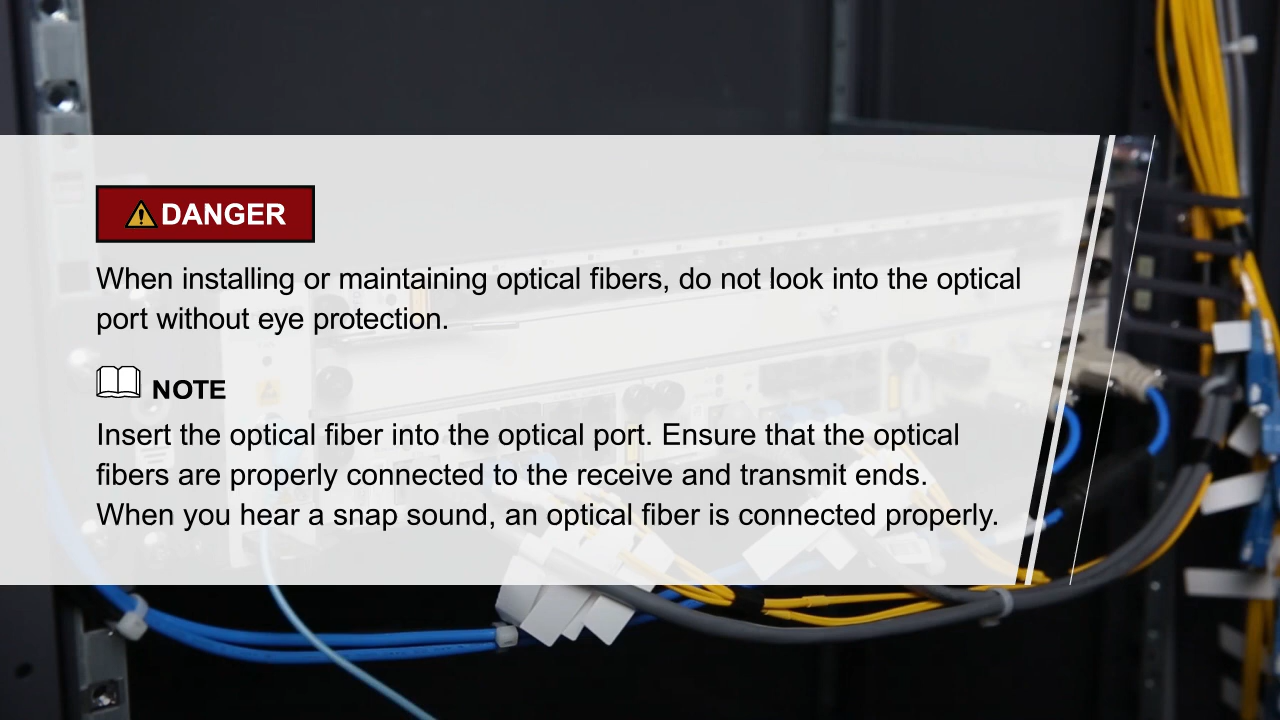 DANGER
When installing or maintaining optical fibers, do not look into the optical
port without eye protection.
NOTE
Insert the optical fiber into the optical port. Ensure that the optical
fibers are properly connected to the receive and transmit ends.
When you hear a snap sound, an optical fiber is connected properly.